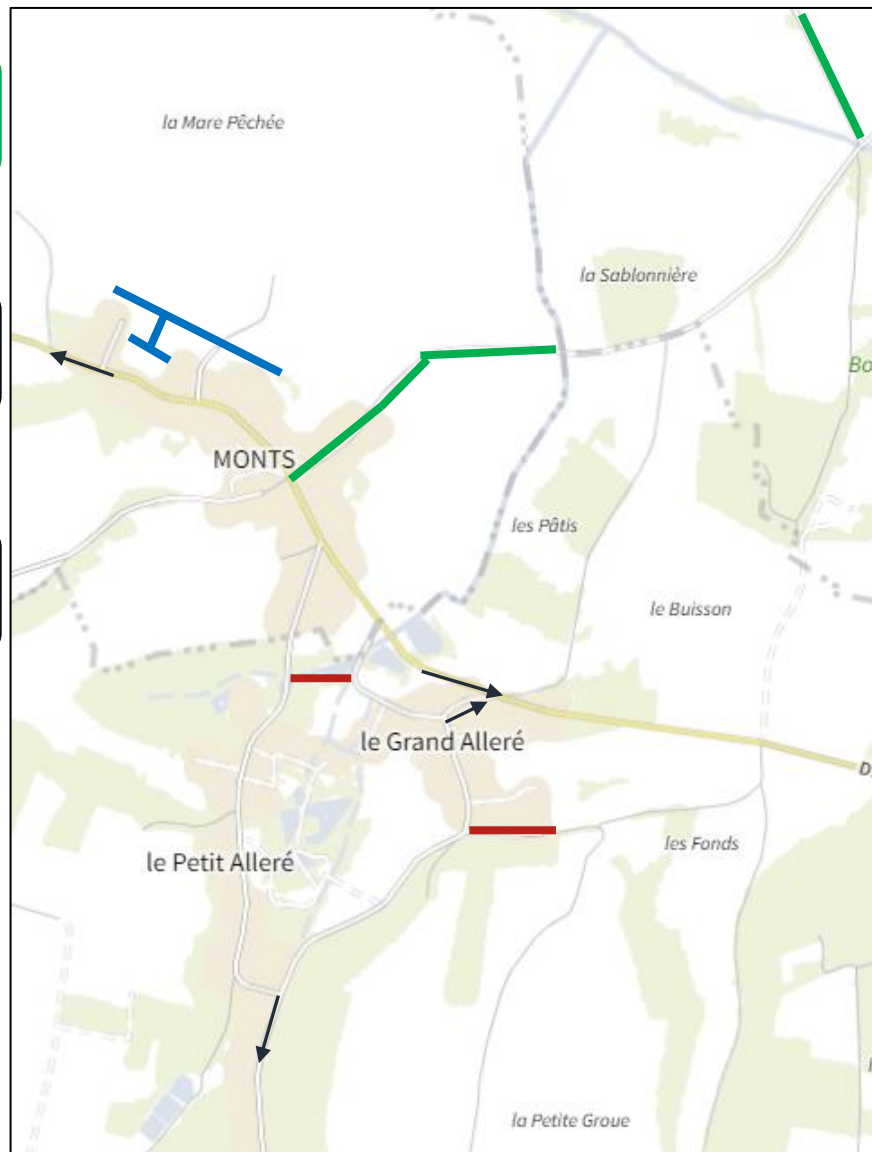 la Mare Pêchée
la Sablonnière
MONTS
les Pâtis
le Buisson
le Grand Alleré
les Fonds
le Petit Alleré
la Petite Groue